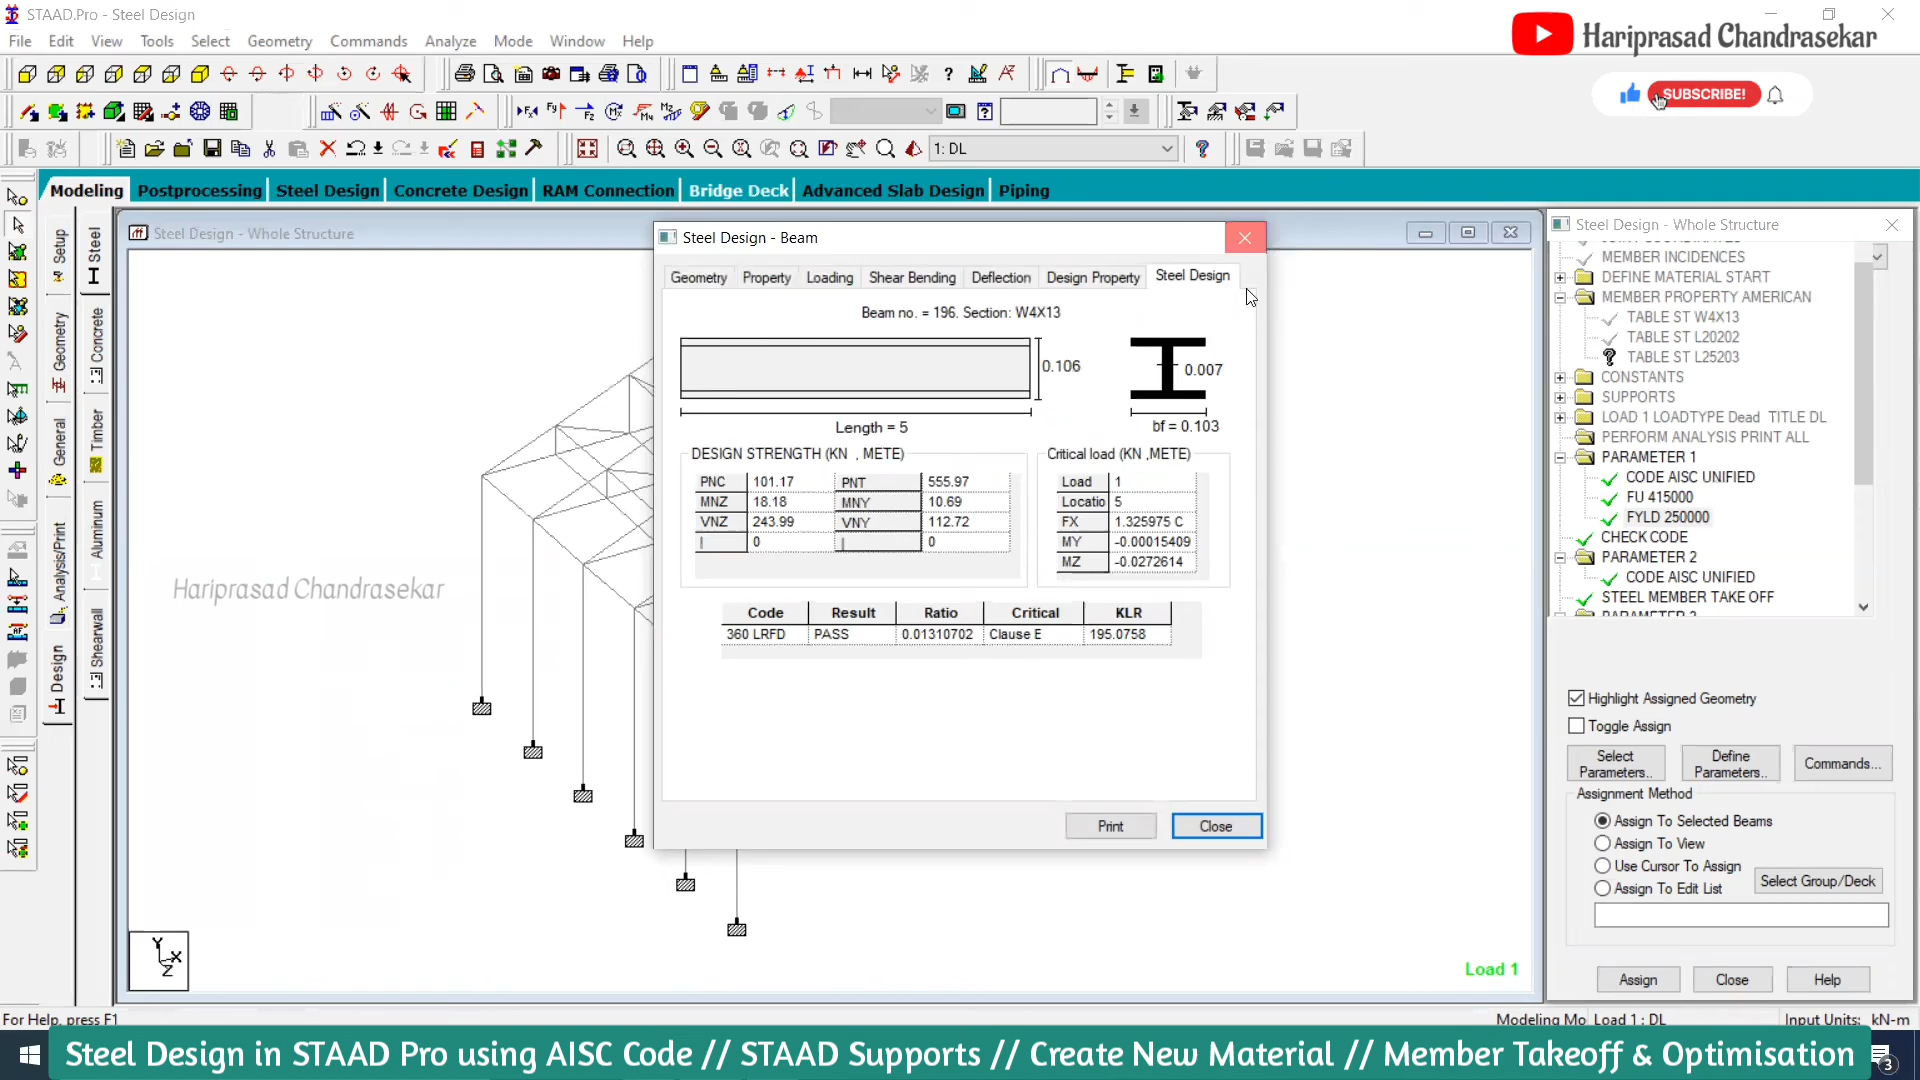 STAAD.Pro - Steel Design
File Edit View Tools Select Geometry Commands Analyze Mode Window Help
Hariprasad Chandrasekar
SUBSCRIBE!
1: DL
Modeling Postprocessing Steel Design Concrete Design RAM Connection Bridge Deck Advanced Slab Design Piping
Setup
Geometry
General
Analysis/Print
Design
Steel
Concrete
Timber
Aluminum
Shearwall
Steel Design - Whole Structure
Hariprasad Chandrasekar
Load 1
Y
X
Z
Steel Design - Beam
Geometry Property Loading Shear Bending Deflection Design Property Steel Design
Beam no. = 196. Section: W4X13
0.106
0.007
Length = 5
bf = 0.103
DESIGN STRENGTH (KN , METE)
PNC 101.17 PNT 555.97
MNZ 18.18 MNY 10.69
VNZ 243.99 VNY 112.72
| 0 | 0
Critical load (KN ,METE)
Load 1
Locatio 5
FX 1.325975 C
MY -0.00015409
MZ -0.0272614
Code Result Ratio Critical KLR
360 LRFD PASS 0.01310702 Clause E 195.0758
Print Close
Steel Design - Whole Structure
MEMBER INCIDENCES
DEFINE MATERIAL START
MEMBER PROPERTY AMERICAN
TABLE ST W4X13
TABLE ST L20202
TABLE ST L25203
CONSTANTS
SUPPORTS
LOAD 1 LOADTYPE Dead TITLE DL
PERFORM ANALYSIS PRINT ALL
PARAMETER 1
CODE AISC UNIFIED
FU 415000
FYLD 250000
CHECK CODE
PARAMETER 2
CODE AISC UNIFIED
STEEL MEMBER TAKE OFF
Highlight Assigned Geometry
Toggle Assign
Select Parameters..
Define Parameters..
Commands...
Assignment Method
Assign To Selected Beams
Assign To View
Use Cursor To Assign
Assign To Edit List
Select Group/Deck
Assign Close Help
For Help, press F1
Modeling Mo Load 1 : DL Input Units: kN-m
Steel Design in STAAD Pro using AISC Code // STAAD Supports // Create New Material // Member Takeoff & Optimisation
3